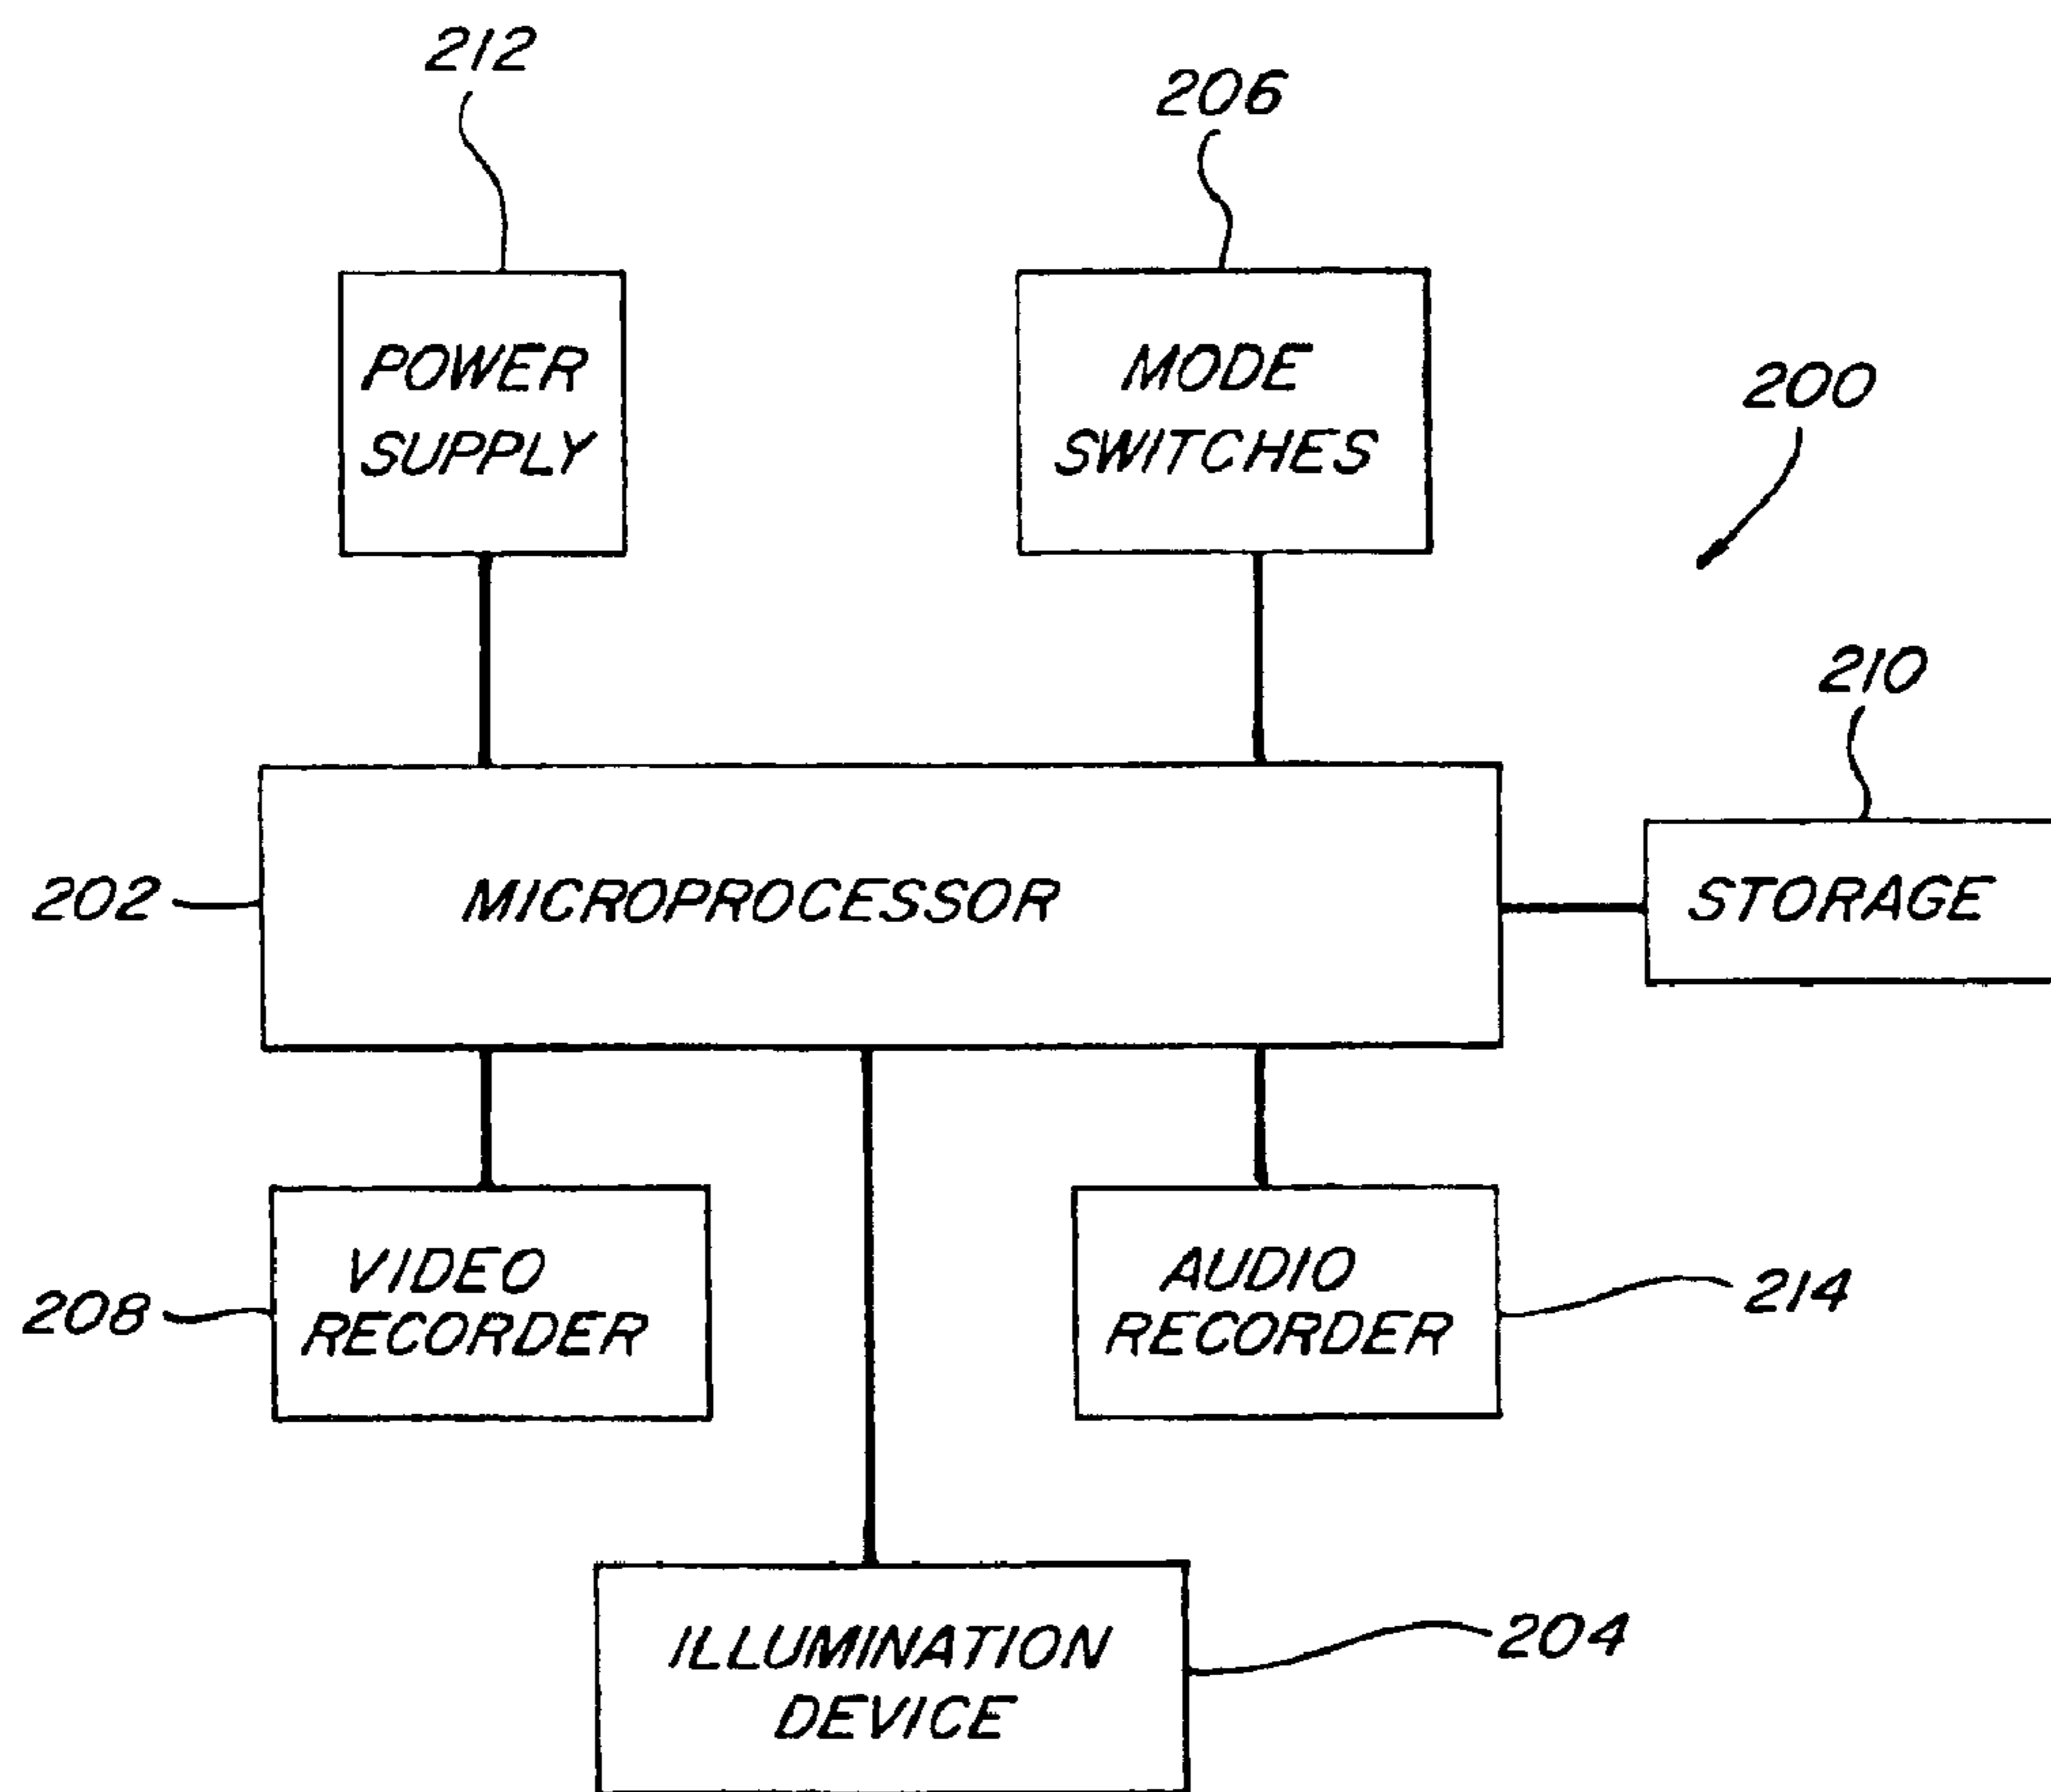 212
206
POWER
SUPPLY
MODE
SWITCHES
200
210
202
MICROPROCESSOR
STORAGE
208
VIDEO
RECORDER
AUDIO
RECORDER
214
ILLUMINATION
DEVICE
204